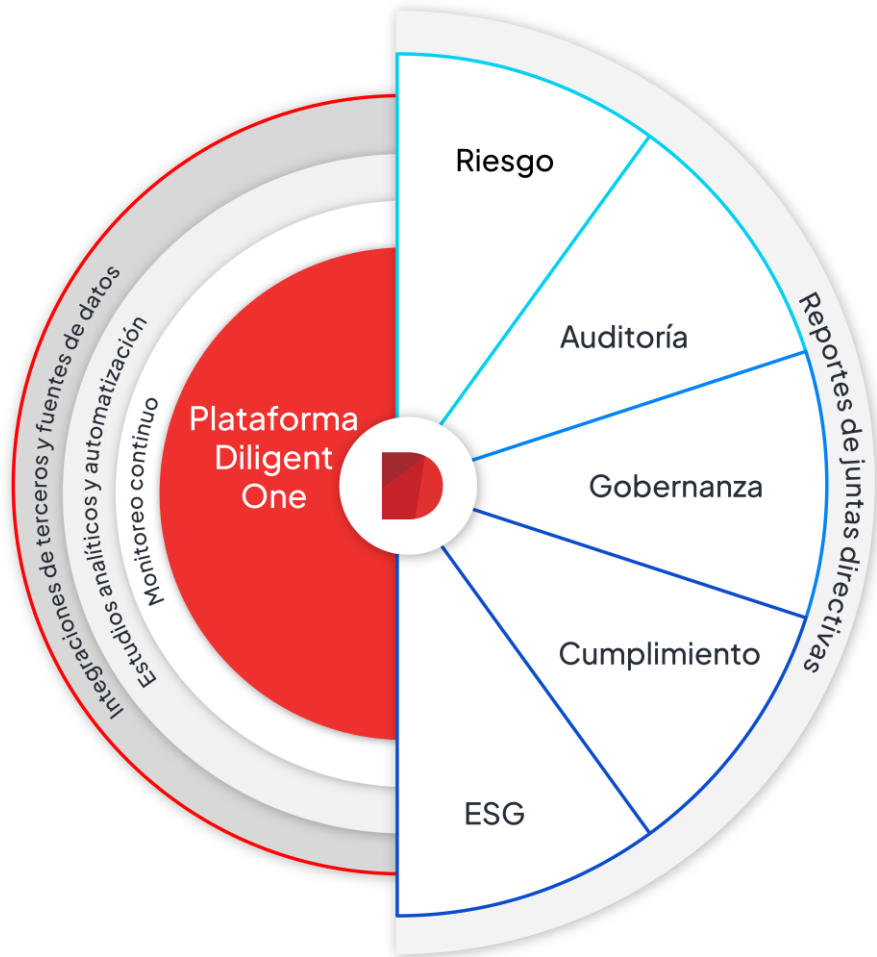 Integraciones de terceros y fuentes de datos
Estudios analíticos y automatización
Monitoreo continuo
Plataforma
Diligent
One
Riesgo
Auditoría
Gobernanza
Cumplimiento
ESG
Reportes de juntas directivas